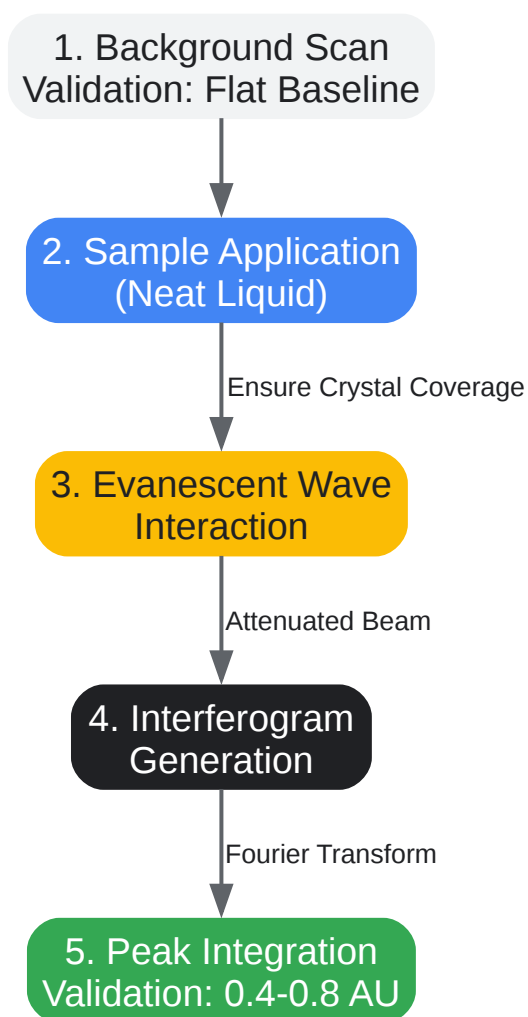 1. Background Scan
Validation: Flat Baseline
2. Sample Application
(Neat Liquid)
Ensure Crystal Coverage
3. Evanescent Wave
Interaction
Attenuated Beam
4. Interferogram
Generation
Fourier Transform
5. Peak Integration
Validation: 0.4-0.8 AU